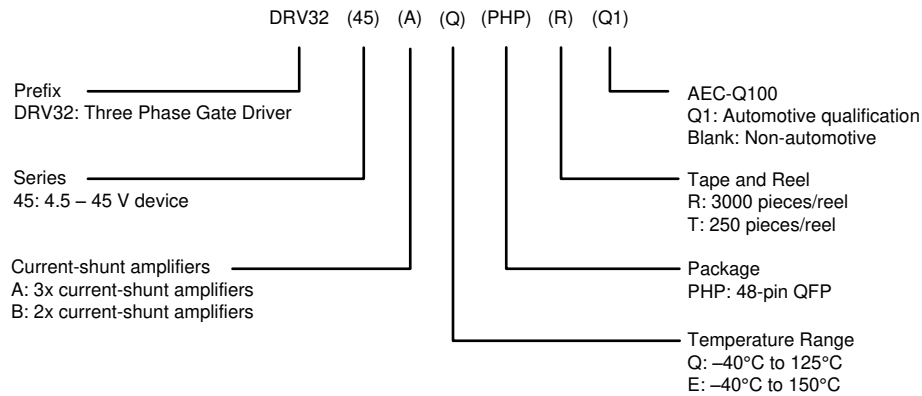 DRV32 (45) (A) (Q) (PHP) (R) (Q1)
Prefix
DRV32: Three Phase Gate Driver
Series
45: 4.5 – 45 V device
Current-shunt amplifiers
A: 3x current-shunt amplifiers
B: 2x current-shunt amplifiers
AEC-Q100
Q1: Automotive qualification
Blank: Non-automotive
Tape and Reel
R: 3000 pieces/reel
T: 250 pieces/reel
Package
PHP: 48-pin QFP
Temperature Range
Q: –40°C to 125°C
E: –40°C to 150°C